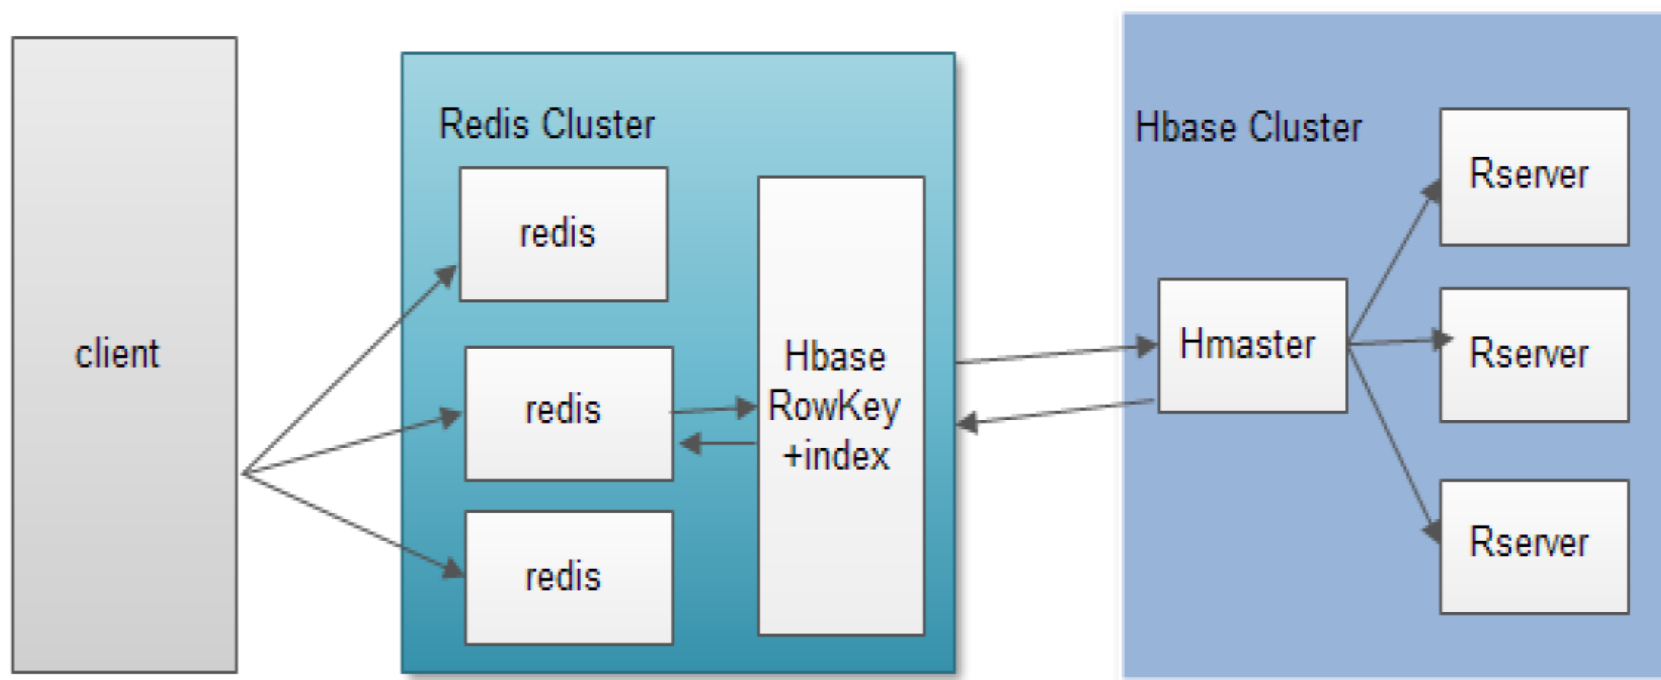 client
Redis Cluster
redis
redis
redis
Hbase
RowKey
+index
Hbase Cluster
Hmaster
Rserver
Rserver
Rserver